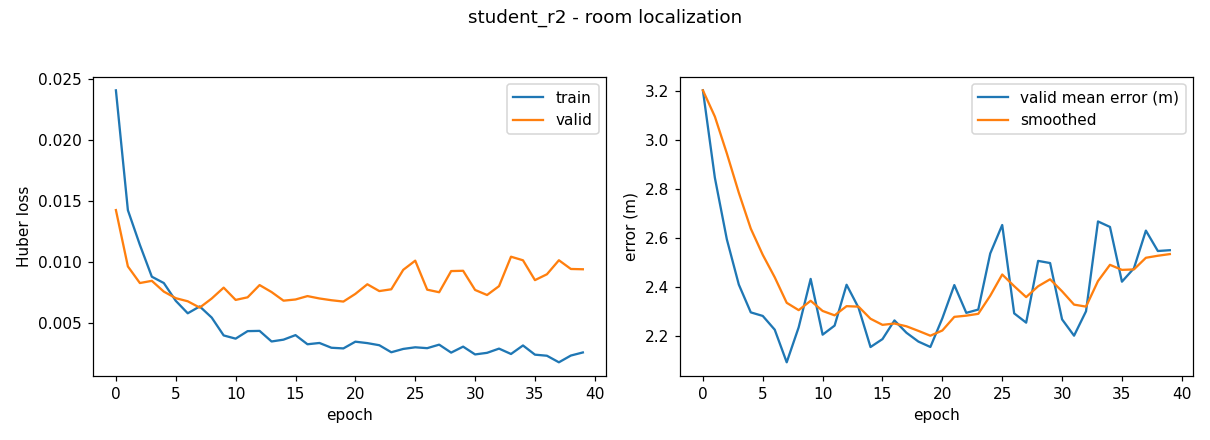 student_r2 - room localization
train
valid
Huber loss
0.025
0.020
0.015
0.010
0.005
0 5 10 15 20 25 30 35 40
epoch
valid mean error (m)
smoothed
error (m)
3.2
3.0
2.8
2.6
2.4
2.2
0 5 10 15 20 25 30 35 40
epoch